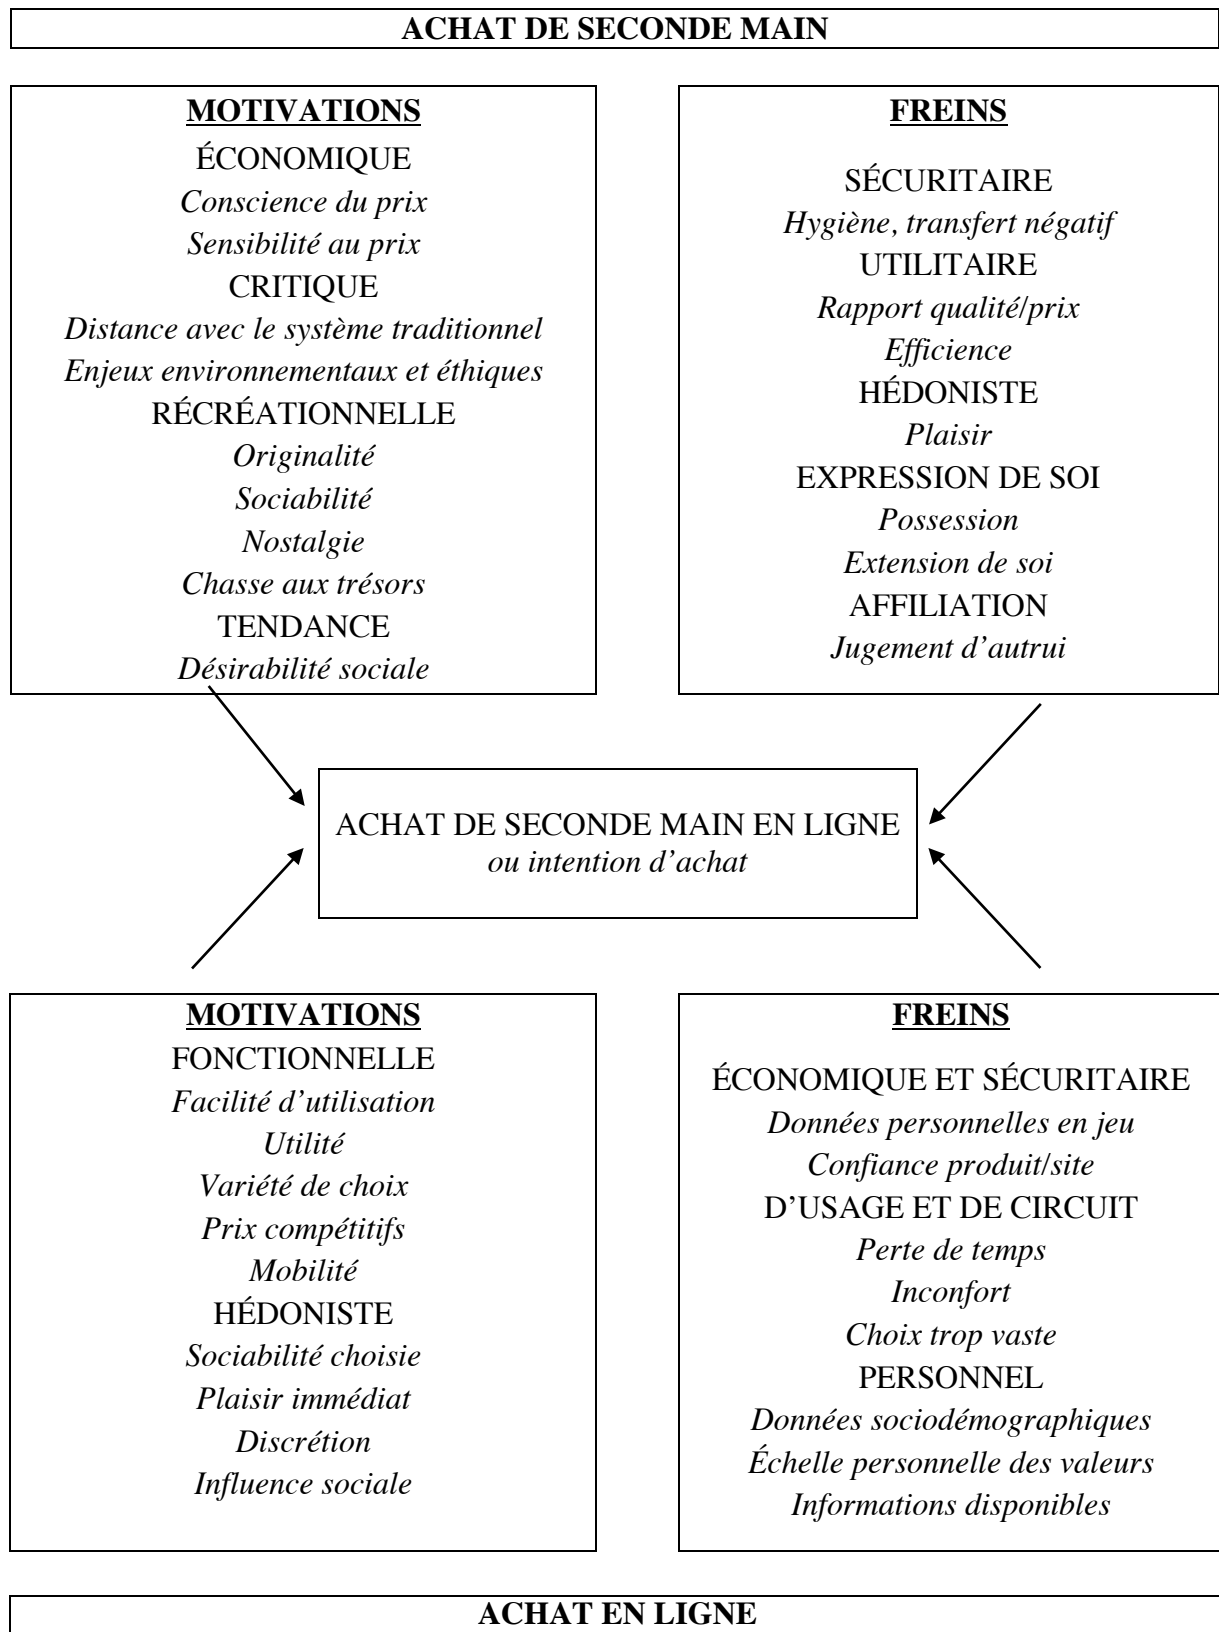 ACHAT DE SECONDE MAIN
MOTIVATIONS
ÉCONOMIQUE
Conscience du prix
Sensibilité au prix
CRITIQUE
Distance avec le système traditionnel
Enjeux environnementaux et éthiques
RÉCRÉATIONNELLE
Originalité
Sociabilité
Nostalgie
Chasse aux trésors
TENDANCE
Désirabilité sociale
FREINS
SÉCURITAIRE
Hygiène, transfert négatif
UTILITAIRE
Rapport qualité/prix
Efficience
HÉDONISTE
Plaisir
EXPRESSION DE SOI
Possession
Extension de soi
AFFILIATION
Jugement d’autrui
ACHAT DE SECONDE MAIN EN LIGNE
ou intention d’achat
MOTIVATIONS
FONCTIONNELLE
Facilité d’utilisation
Utilité
Variété de choix
Prix compétitifs
Mobilité
HÉDONISTE
Sociabilité choisie
Plaisir immédiat
Discrétion
Influence sociale
FREINS
ÉCONOMIQUE ET SÉCURITAIRE
Données personnelles en jeu
Confiance produit/site
D’USAGE ET DE CIRCUIT
Perte de temps
Inconfort
Choix trop vaste
PERSONNEL
Données sociodémographiques
Échelle personnelle des valeurs
Informations disponibles
ACHAT EN LIGNE